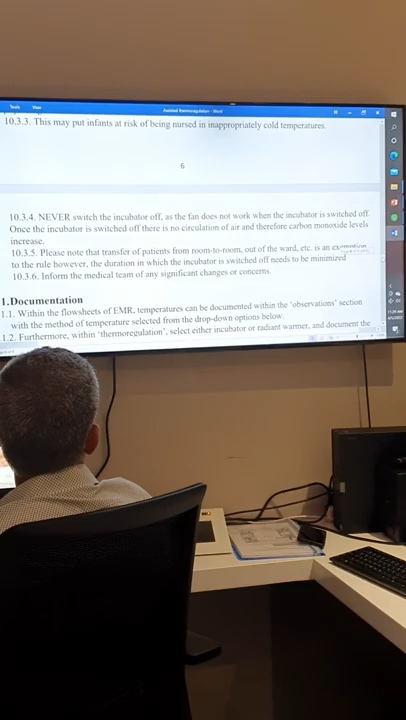 Tools View
Assisted thermoregulation - Word
10.3.3. This may put infants at risk of being nursed in inappropriately cold temperatures.
6
10.3.4. NEVER switch the incubator off, as the fan does not work when the incubator is switched off.
Once the incubator is switched off there is no circulation of air and therefore carbon monoxide levels
increase.
10.3.5. Please note that transfer of patients from room-to-room, out of the ward, etc. is an exemption
to the rule however, the duration in which the incubator is switched off needs to be minimized
10.3.6. Inform the medical team of any significant changes or concerns.
1.Documentation
1.1. Within the flowsheets of EMR, temperatures can be documented within the ‘observations’ section
with the method of temperature selected from the drop-down options below.
1.2. Furthermore, within ‘thermoregulation’, select either incubator or radiant warmer, and document the